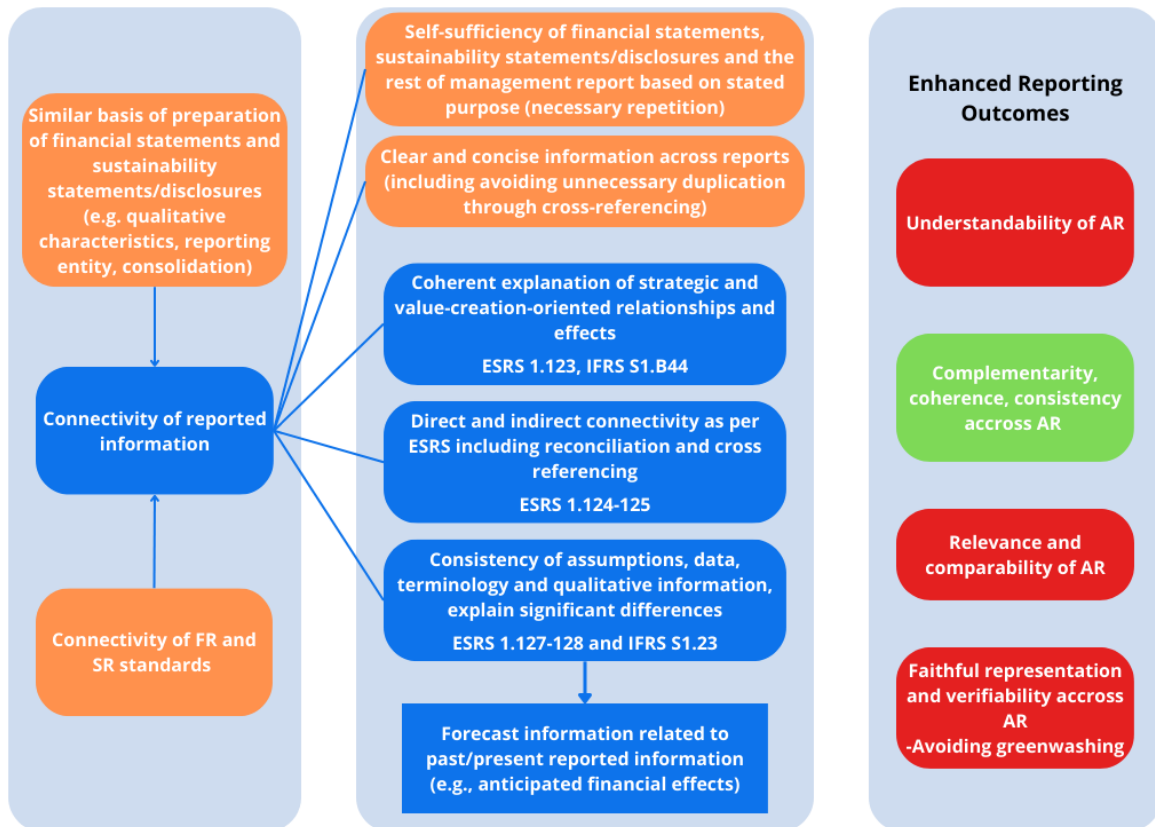 Similar basis of preparation
of financial statements and
sustainability
statements/disclosures
(e.g. qualitative
characteristics, reporting
entity, consolidation)
Connectivity of reported
information
Connectivity of FR and
SR standards
Self-sufficiency of financial statements,
sustainability statements/disclosures and the
rest of management report based on stated
purpose (necessary repetition)
Clear and concise information across reports
(including avoiding unnecessary duplication
through cross-referencing)
Coherent explanation of strategic and
value-creation-oriented relationships and
effects
ESRS 1.123, IFRS S1.B44
Direct and indirect connectivity as per
ESRS including reconciliation and cross
referencing
ESRS 1.124-125
Consistency of assumptions, data,
terminology and qualitative information,
explain significant differences
ESRS 1.127-128 and IFRS S1.23
Forecast information related to
past/present reported information
(e.g., anticipated financial effects)
Enhanced Reporting
Outcomes
Understandability of AR
Complementarity,
coherence, consistency
accross AR
Relevance and
comparability of AR
Faithful representation
and verifiability accross
AR
-Avoiding greenwashing